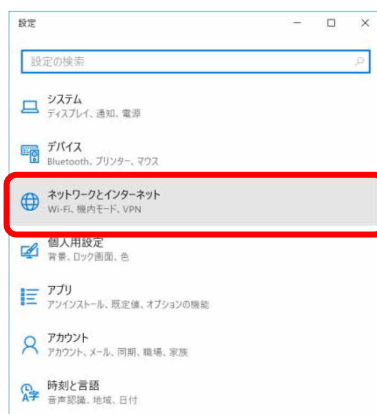 設定
設定の検索
システム
ディスプレイ、通知、電源
デバイス
Bluetooth、プリンター、マウス
ネットワークとインターネット
Wi-Fi、機内モード、VPN
個人用設定
背景、ロック画面、色
アプリ
アンインストール、既定値、オプションの機能
アカウント
アカウント、メール、同期、職場、家族
時刻と言語
音声認識、地域、日付